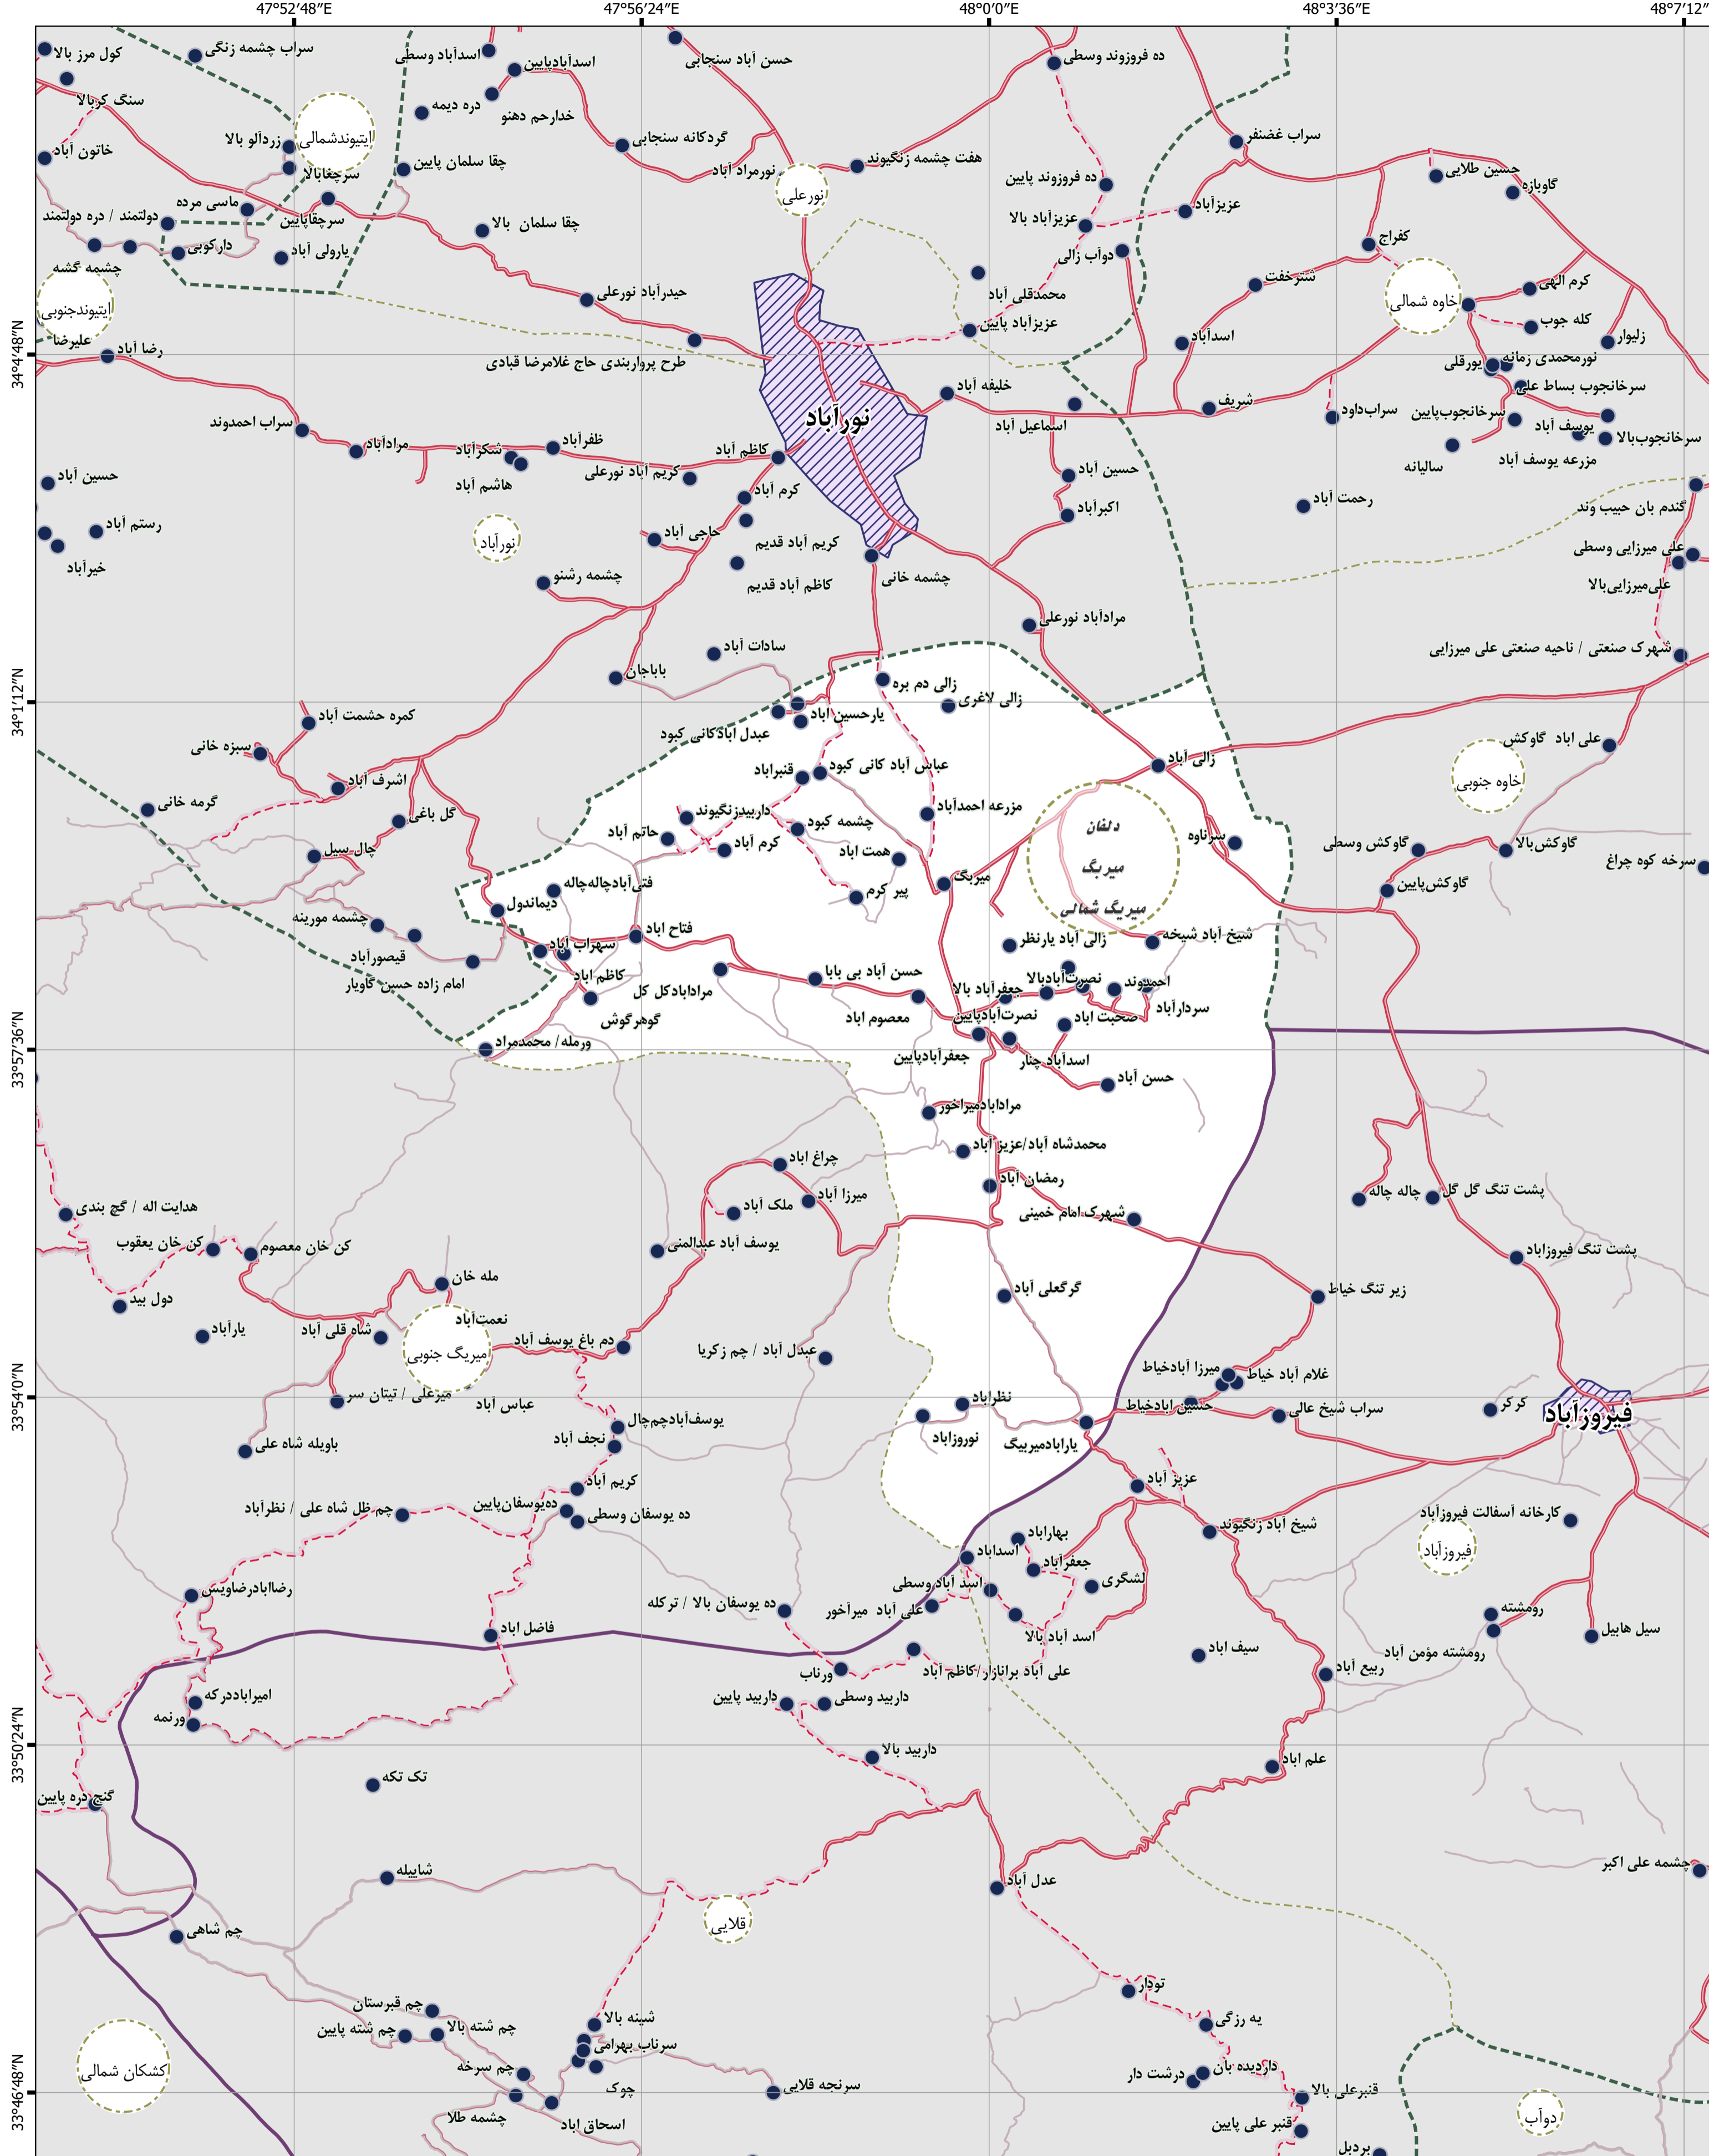 47°52′48″E
47°56′24″E
48°0′0″E
48°3′36″E
48°7′12″
کول مرز بالا
سراب چشمه زنگی
اسدآباد وسطی
اسدآبادپایین
حسن آباد سنجابی
ده فروزوند وسطی
سنگ کربالا
دره دیمه
خدارحم دهنو
گردکانه سنجابی
سراب غضنفر
خاتون آباد
زردآلو بالا
ایتیوندشمالی
سرچقابالا
چقا سلمان پایین
نورمراد آباد
هفت چشمه زنگیوند
نورعلی
ده فروزوند پایین
حسین طلایی
گاوبازه
ماسی مرده
دولتمند / دره دولتمند
سرچقاپایین
چقا سلمان بالا
عزیزآباد بالا
عزیزآباد
کفراج
چشمه گشه
دارکوبی
یارولی آباد
دوآب زالی
ایتیوندجنوبی
حیدرآباد نورعلی
محمدقلی آباد
شترخفت
خاوه شمالی
کرم الهی
علیرضا
رضا آباد
عزیزآباد پایین
اسدآباد
کله جوب
زلیوار
34°4′48″N
طرح پرواربندی حاج غلامرضا قبادی
نورمحمدی زمانه
یورقلی
خلیفه آباد
سرخانجوب بساط علی
سراب احمدوند
نورآباد
اسماعیل آباد
شریف
سراب‌داود
سرخانجوب‌پایین
یوسف آباد
سرخانجوب‌بالا
مرادآباد
شکرآباد
ظفرآباد
کاظم آباد
سالیانه
مزرعه یوسف آباد
حسین آباد
هاشم آباد
کریم آباد نورعلی
کرم آباد
حسین آباد
اکبرآباد
رحمت آباد
گندم بان حبیب وند
رستم آباد
نورآباد
حاجی آباد
کریم آباد قدیم
خیرآباد
چشمه رشنو
کاظم آباد قدیم
چشمه خانی
علی میرزایی وسطی
علی‌میرزایی‌بالا
مرادآباد نورعلی
سادات آباد
شهرک صنعتی / ناحیه صنعتی علی میرزایی
باباجان
زالی دم بره
زالی لاغری
34°1′12″N
کمره حشمت آباد
یارحسین اباد
عبدل ابادکانی کبود
سبزه خانی
علی اباد گاوکش
عباس آباد کانی کبود
قنبراباد
زالی آباد
خاوه جنوبی
اشرف آباد
گرمه خانی
گل باغی
داربیدزنگیوند
مزرعه احمدآباد
دلفان
حاتم آباد
چشمه کبود
چال سیل
کرم آباد
همت اباد
میربگ
سرناوه
گاوکش وسطی
گاوکش‌بالا
سرخه کوه چراغ
فتی‌آبادچاله‌چاله
پیر کرم
میربگ
گاوکش‌پایین
دیماندول
میربگ شمالی
چشمه مورینه
فتاح اباد
سهراب آباد
زالی آباد یارنظر
شیخ آباد شیخه
قیصورآباد
کاظم اباد
حسن آباد بی بابا
امام زاده حسین گاویار
مرادابادکل کل
جعفرآباد بالا
نصرت‌آبادبالا
احمدوند
سردارآباد
معصوم اباد
نصرت‌آبادپایین
صحبت اباد
گوهرگوش
33°57′36″N
ورمله/ محمدمراد
جعفرآبادپایین
اسدآباد چنار
حسن آباد
مرادابادمیراخور
محمدشاه آباد/عزیز آباد
چراغ اباد
رمضان آباد
هدایت اله / گچ بندی
ملک آباد
میرزا آباد
شهرک امام خمینی
چاله چاله
پشت تنگ گل گل
کن خان یعقوب
کن خان معصوم
یوسف آباد عبدالمنی
پشت تنگ فیروزاباد
مله خان
گرگعلی آباد
زیر تنگ خیاط
دول بید
یارآباد
شاه قلی آباد
نعمت‌آباد
میربگ جنوبی
دم باغ یوسف آباد
عبدل آباد / چم زکریا
میرزا آبادخیاط
غلام آباد خیاط
33°54′0″N
میرعلی / تیتان سر
عباس آباد
نظراباد
حسین ابادخیاط
سراب شیخ عالی
کرکر
فیروزآباد
یوسف‌آبادچم‌چال
باویله شاه علی
نجف آباد
نوروزاباد
یارابادمیربیگ
کریم آباد
عزیز آباد
چم ظل شاه علی / نظرآباد
ده‌یوسفان‌پایین
ده یوسفان وسطی
شیخ آباد زنگیوند
کارخانه آسفالت فیروزآباد
بهاراباد
اسداباد
جعفرآباد
فیروزآباد
رضاابادرضاویش
اسد آباد وسطی
لشگری
ده یوسفان بالا / ترکله
علی آباد میرآخور
رومشته
فاضل اباد
اسد آباد بالا
سیف اباد
رومشته مؤمن آباد
سیل هابیل
ورناب
علی آباد برانازار/کاظم آباد
ربیع آباد
امیراباددرکه
ورنمه
داربید پایین
داربید وسطی
33°50′24″N
داربید بالا
علم اباد
تک تکه
گنج دره پایین
شاییله
عدل آباد
چشمه علی اکبر
قلایی
چم شاهی
تودار
چم قبرستان
شینه بالا
یه رزگی
چم شته پایین
چم شته بالا
سرناب بهرامی
کشکان شمالی
چم سرخه
چوک
سرنجه قلایی
داردیده بان
درشت دار
33°46′48″N
قنبرعلی بالا
چشمه طلا
اسحاق اباد
قنبر علی پایین
دوآب
بردبل